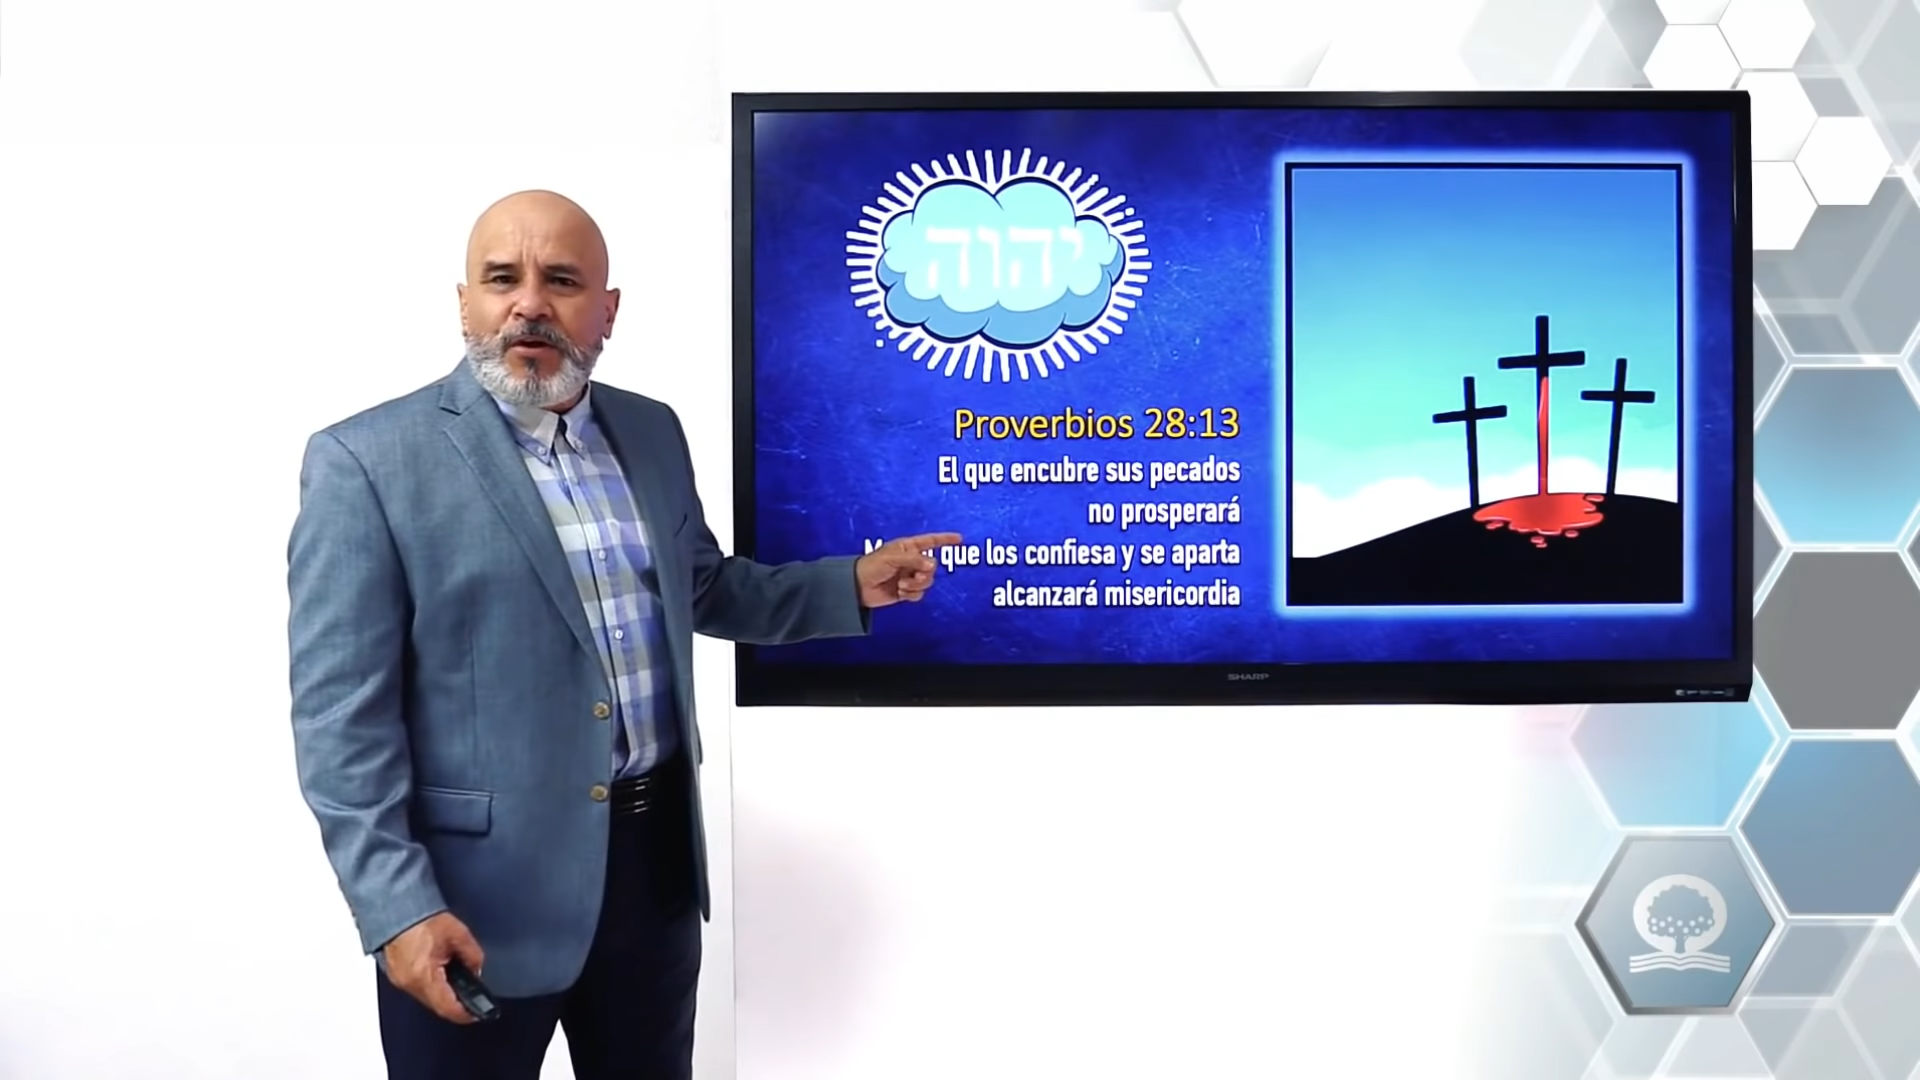 יהוה
Proverbios 28:13
El que encubre sus pecados
no prosperará
que los confiesa y se aparta
alcanzará misericordia
SHARP